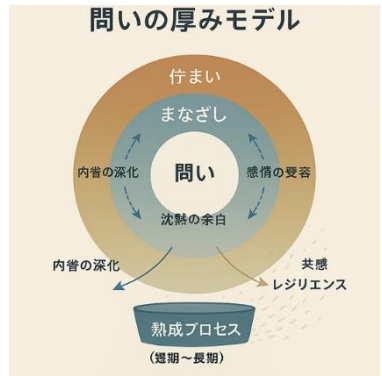 問いの厚みモデル
佇まい
まなざし
問い
内省の深化
感情の受容
沈黙の余白
内省の深化
共感
レジリエンス
熟成プロセス
(短期〜長期)